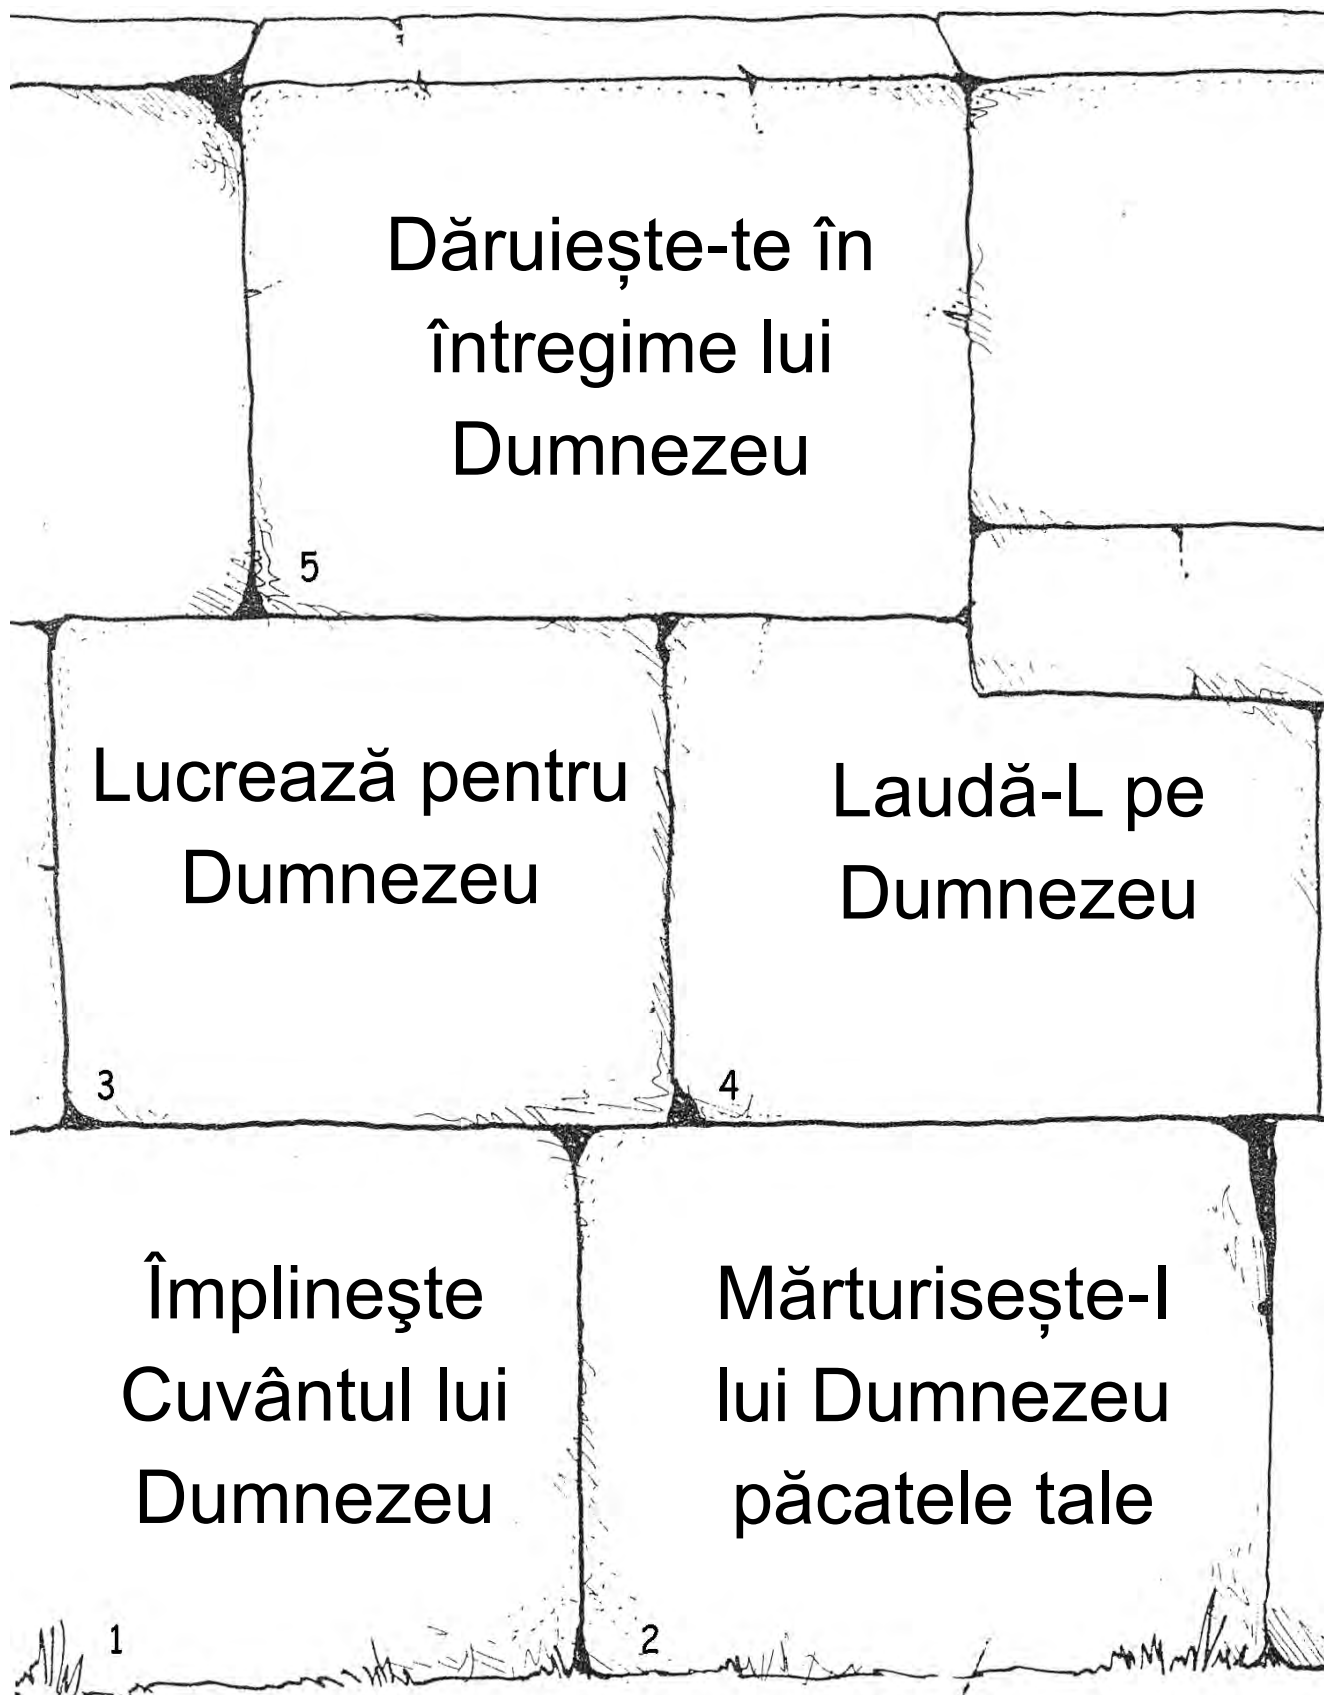 Dăruiește-te în
întregime lui
Dumnezeu
5
Lucrează pentru
Dumnezeu
3
Laudă-L pe
Dumnezeu
4
Împlineşte
Cuvântul lui
Dumnezeu
1
Mărturisește-I
lui Dumnezeu
păcatele tale
2